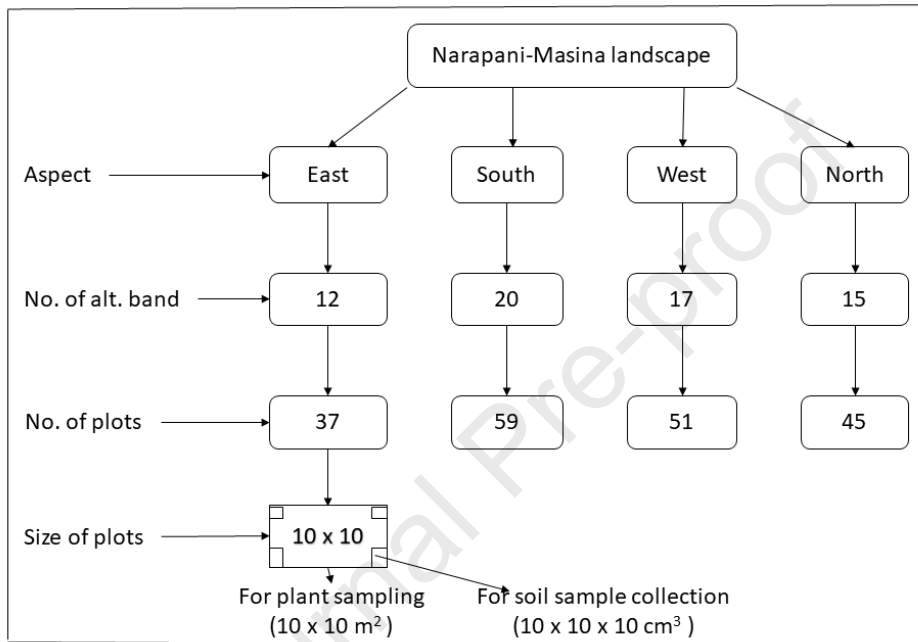 Narapani-Masina landscape
Aspect East South West North
No. of alt. band 12 20 17 15
No. of plots 37 59 51 45
Size of plots 10 x 10
For plant sampling For soil sample collection
(10 x 10 m² ) (10 x 10 x 10 cm³ )
Journal Pre-proof